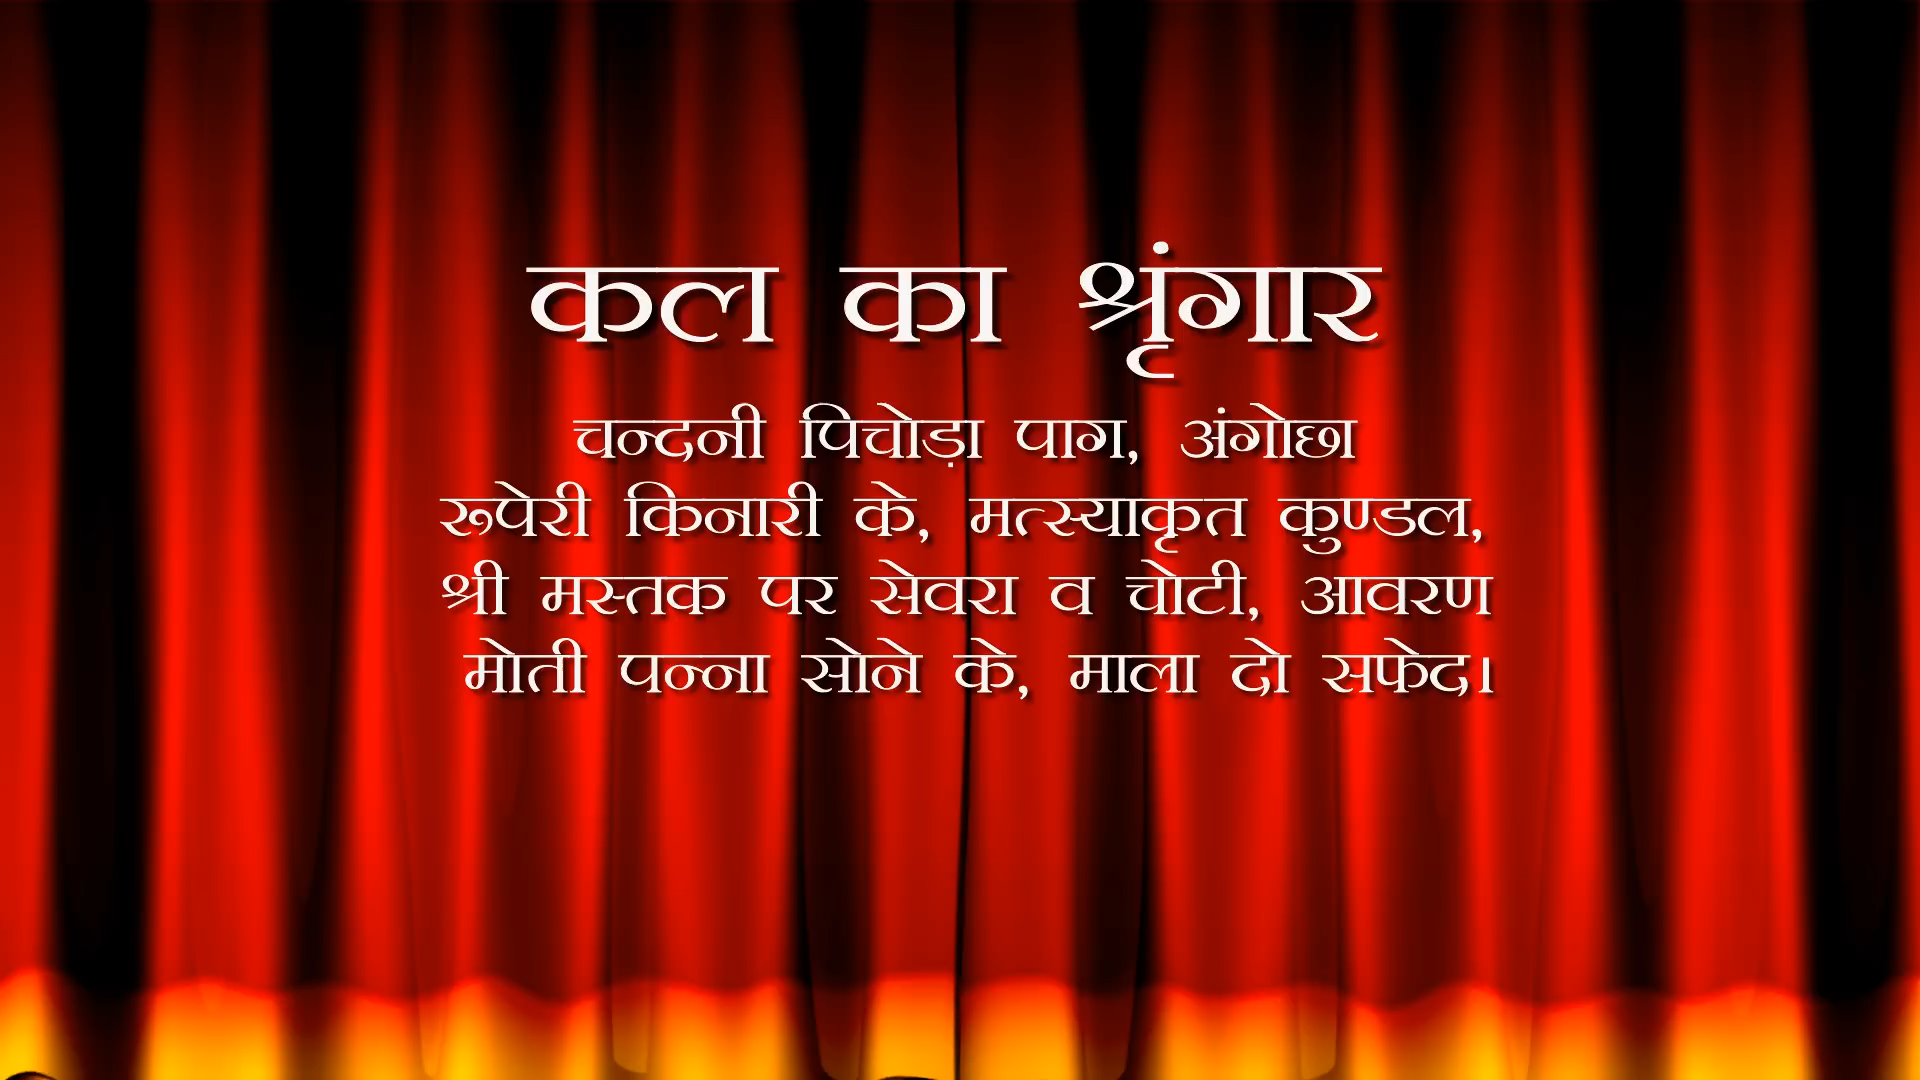 कल का श्रृंगार
चन्दनी पिचोड़ा पाग, अंगोछा
रूपेरी किनारी के, मत्स्याकृत कुण्डल,
श्री मस्तक पर सेवरा व चोटी, आवरण
मोती पन्ना सोने के, माला दो सफेद।